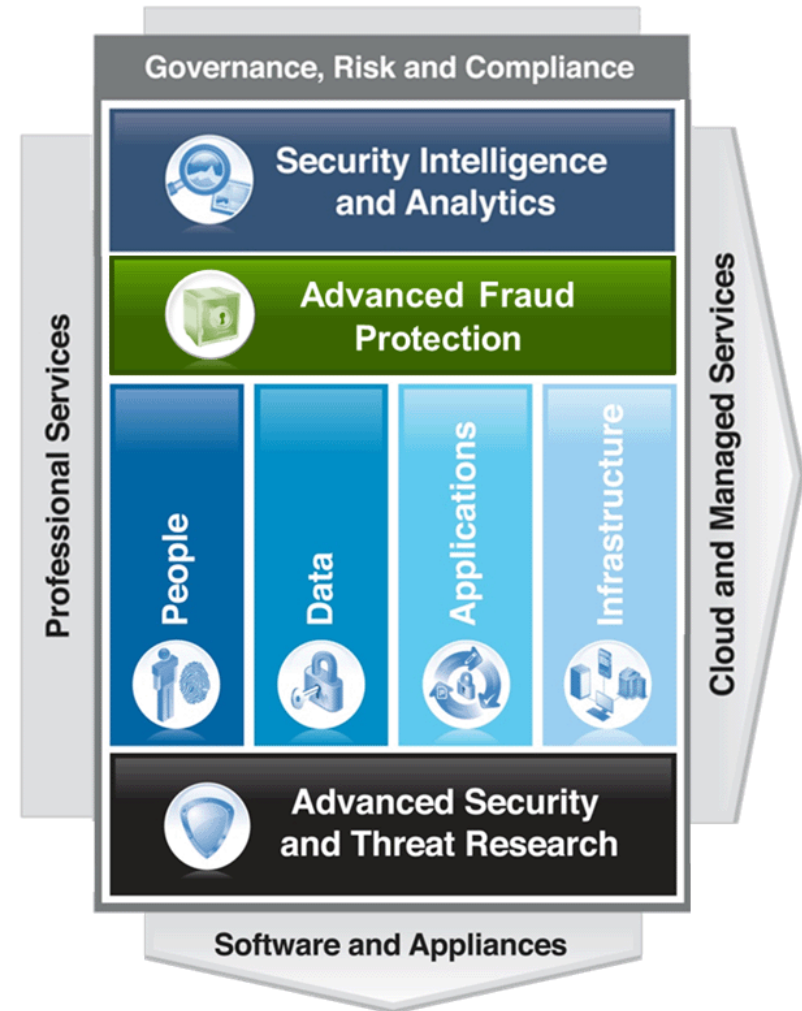 Governance, Risk and Compliance
Security Intelligence
and Analytics
Advanced Fraud
Protection
Professional Services
People
Data
Applications
Infrastructure
Cloud and Managed Services
Advanced Security
and Threat Research
Software and Appliances